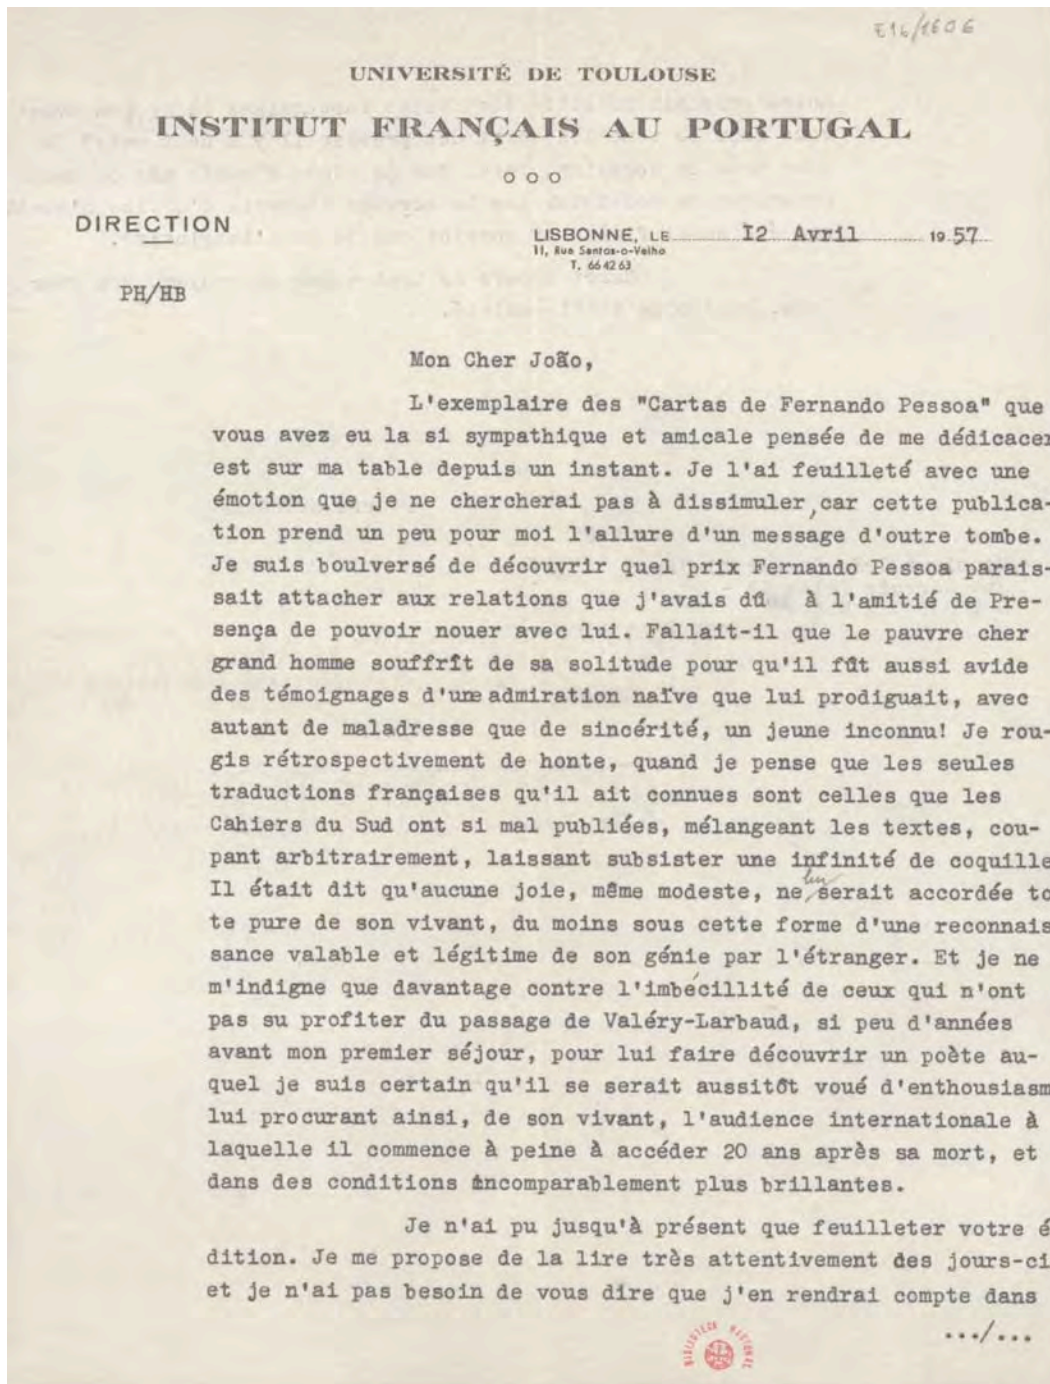 E16/1606
UNIVERSITÉ DE TOULOUSE
INSTITUT FRANÇAIS AU PORTUGAL
o o o
DIRECTION
LISBONNE, LE 12 Avril 1957
11, Rue Santos-o-Velho
T. 66 42 63
PH/HB
Mon Cher João,
L'exemplaire des "Cartas de Fernando Pessoa" que
vous avez eu la si sympathique et amicale pensée de me dédicacer
est sur ma table depuis un instant. Je l'ai feuilleté avec une
émotion que je ne chercherai pas à dissimuler, car cette publica-
tion prend un peu pour moi l'allure d'un message d'outre tombe.
Je suis boulversé de découvrir quel prix Fernando Pessoa parais-
sait attacher aux relations que j'avais dû à l'amitié de Pre-
sença de pouvoir nouer avec lui. Fallait-il que le pauvre cher
grand homme souffrît de sa solitude pour qu'il fût aussi avide
des témoignages d'une admiration naïve que lui prodiguait, avec
autant de maladresse que de sincérité, un jeune inconnu! Je rou-
gis rétrospectivement de honte, quand je pense que les seules
traductions françaises qu'il ait connues sont celles que les
Cahiers du Sud ont si mal publiées, mélangeant les textes, cou-
pant arbitrairement, laissant subsister une infinité de coquille
Il était dit qu'aucune joie, même modeste, ne lui serait accordée to
te pure de son vivant, du moins sous cette forme d'une reconnais
sance valable et légitime de son génie par l'étranger. Et je ne
m'indigne que davantage contre l'imbécillité de ceux qui n'ont
pas su profiter du passage de Valéry-Larbaud, si peu d'années
avant mon premier séjour, pour lui faire découvrir un poète au-
quel je suis certain qu'il se serait aussitôt voué d'enthousiasm
lui procurant ainsi, de son vivant, l'audience internationale à
laquelle il commence à peine à accéder 20 ans après sa mort, et
dans des conditions incomparablement plus brillantes.
Je n'ai pu jusqu'à présent que feuilleter votre é
dition. Je me propose de la lire très attentivement des jours-ci
et je n'ai pas besoin de vous dire que j'en rendrai compte dans
.../...
BIBLIOTECA NACIONAL